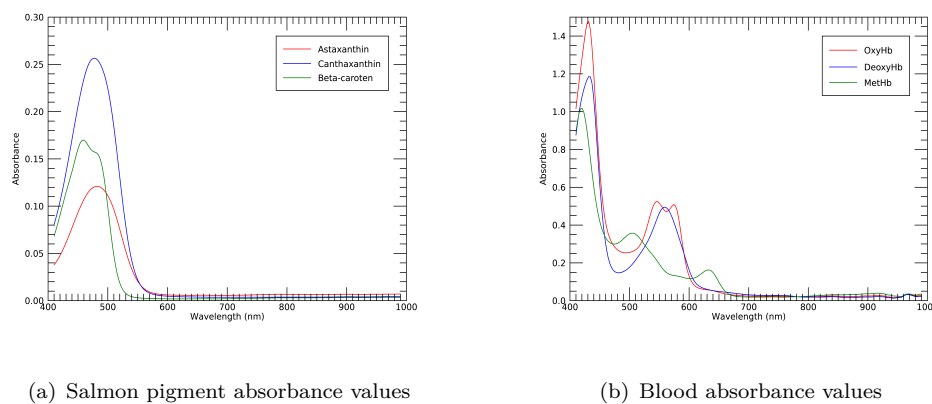 0.30
0.25
0.20
0.15
0.10
0.05
0.00
Absorbance
400 500 600 700 800 900 1000
Wavelength (nm)
Astaxanthin
Canthaxanthin
Beta-caroten
(a) Salmon pigment absorbance values
1.4
1.2
1.0
0.8
0.6
0.4
0.2
0.0
Absorbance
400 500 600 700 800 900 100
Wavelength (nm)
OxyHb
DeoxyHb
MetHb
(b) Blood absorbance values